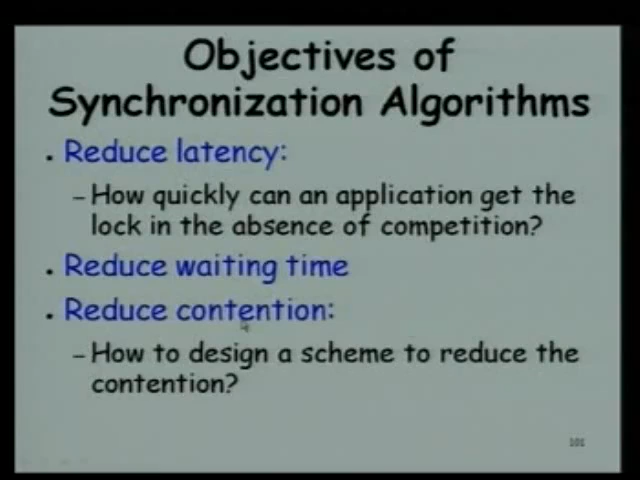 Objectives of
Synchronization Algorithms
• Reduce latency:
– How quickly can an application get the
lock in the absence of competition?
• Reduce waiting time
• Reduce contention:
– How to design a scheme to reduce the
contention?
101